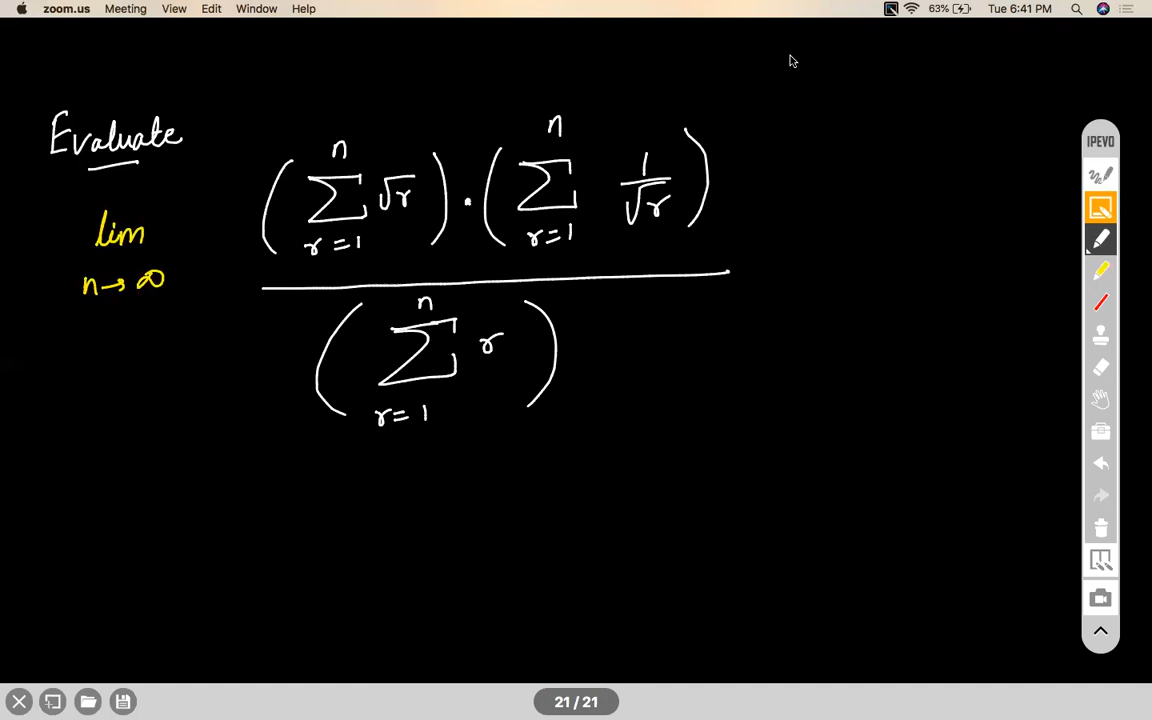 zoom.us Meeting View Edit Window Help 63% Tue 6:41 PM
Evaluate
lim
n→∞
n n
(∑ √r) · (∑ 1/√r)
r=1 r=1
n
(∑ r)
r=1
IPEVO
21 / 21